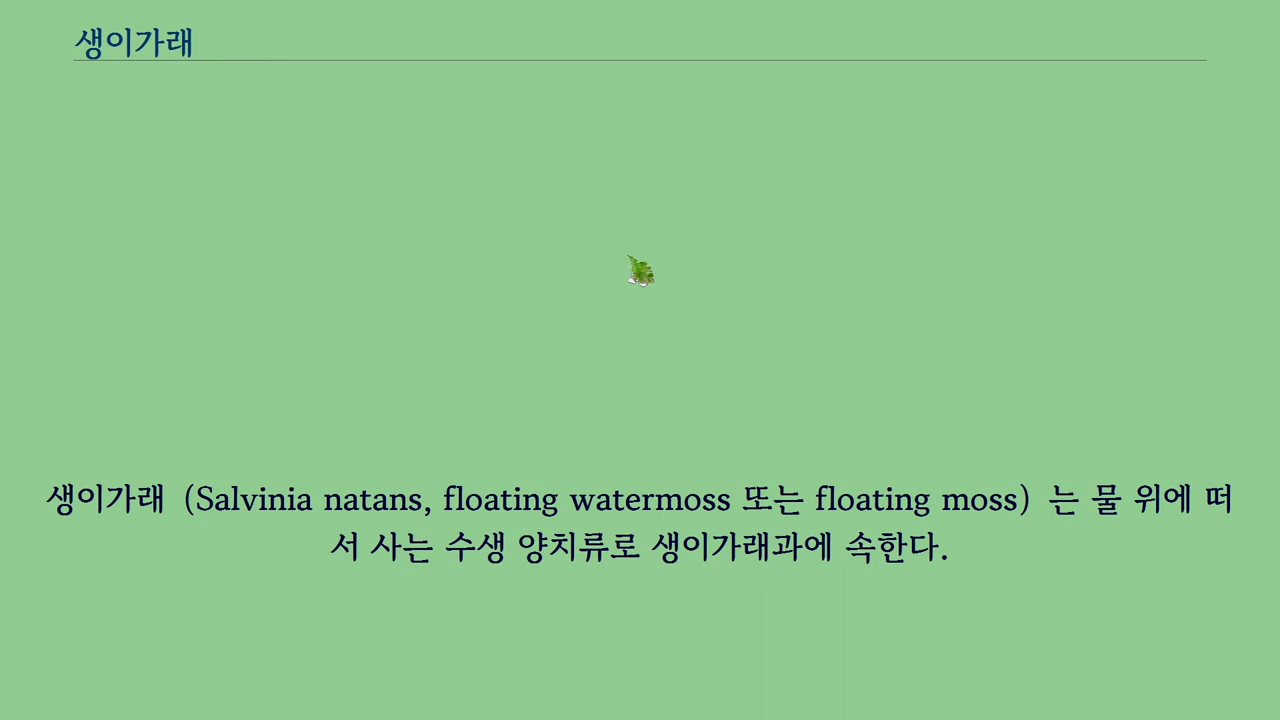 생이가래
생이가래 (Salvinia natans, floating watermoss 또는 floating moss) 는 물 위에 떠
서 사는 수생 양치류로 생이가래과에 속한다.